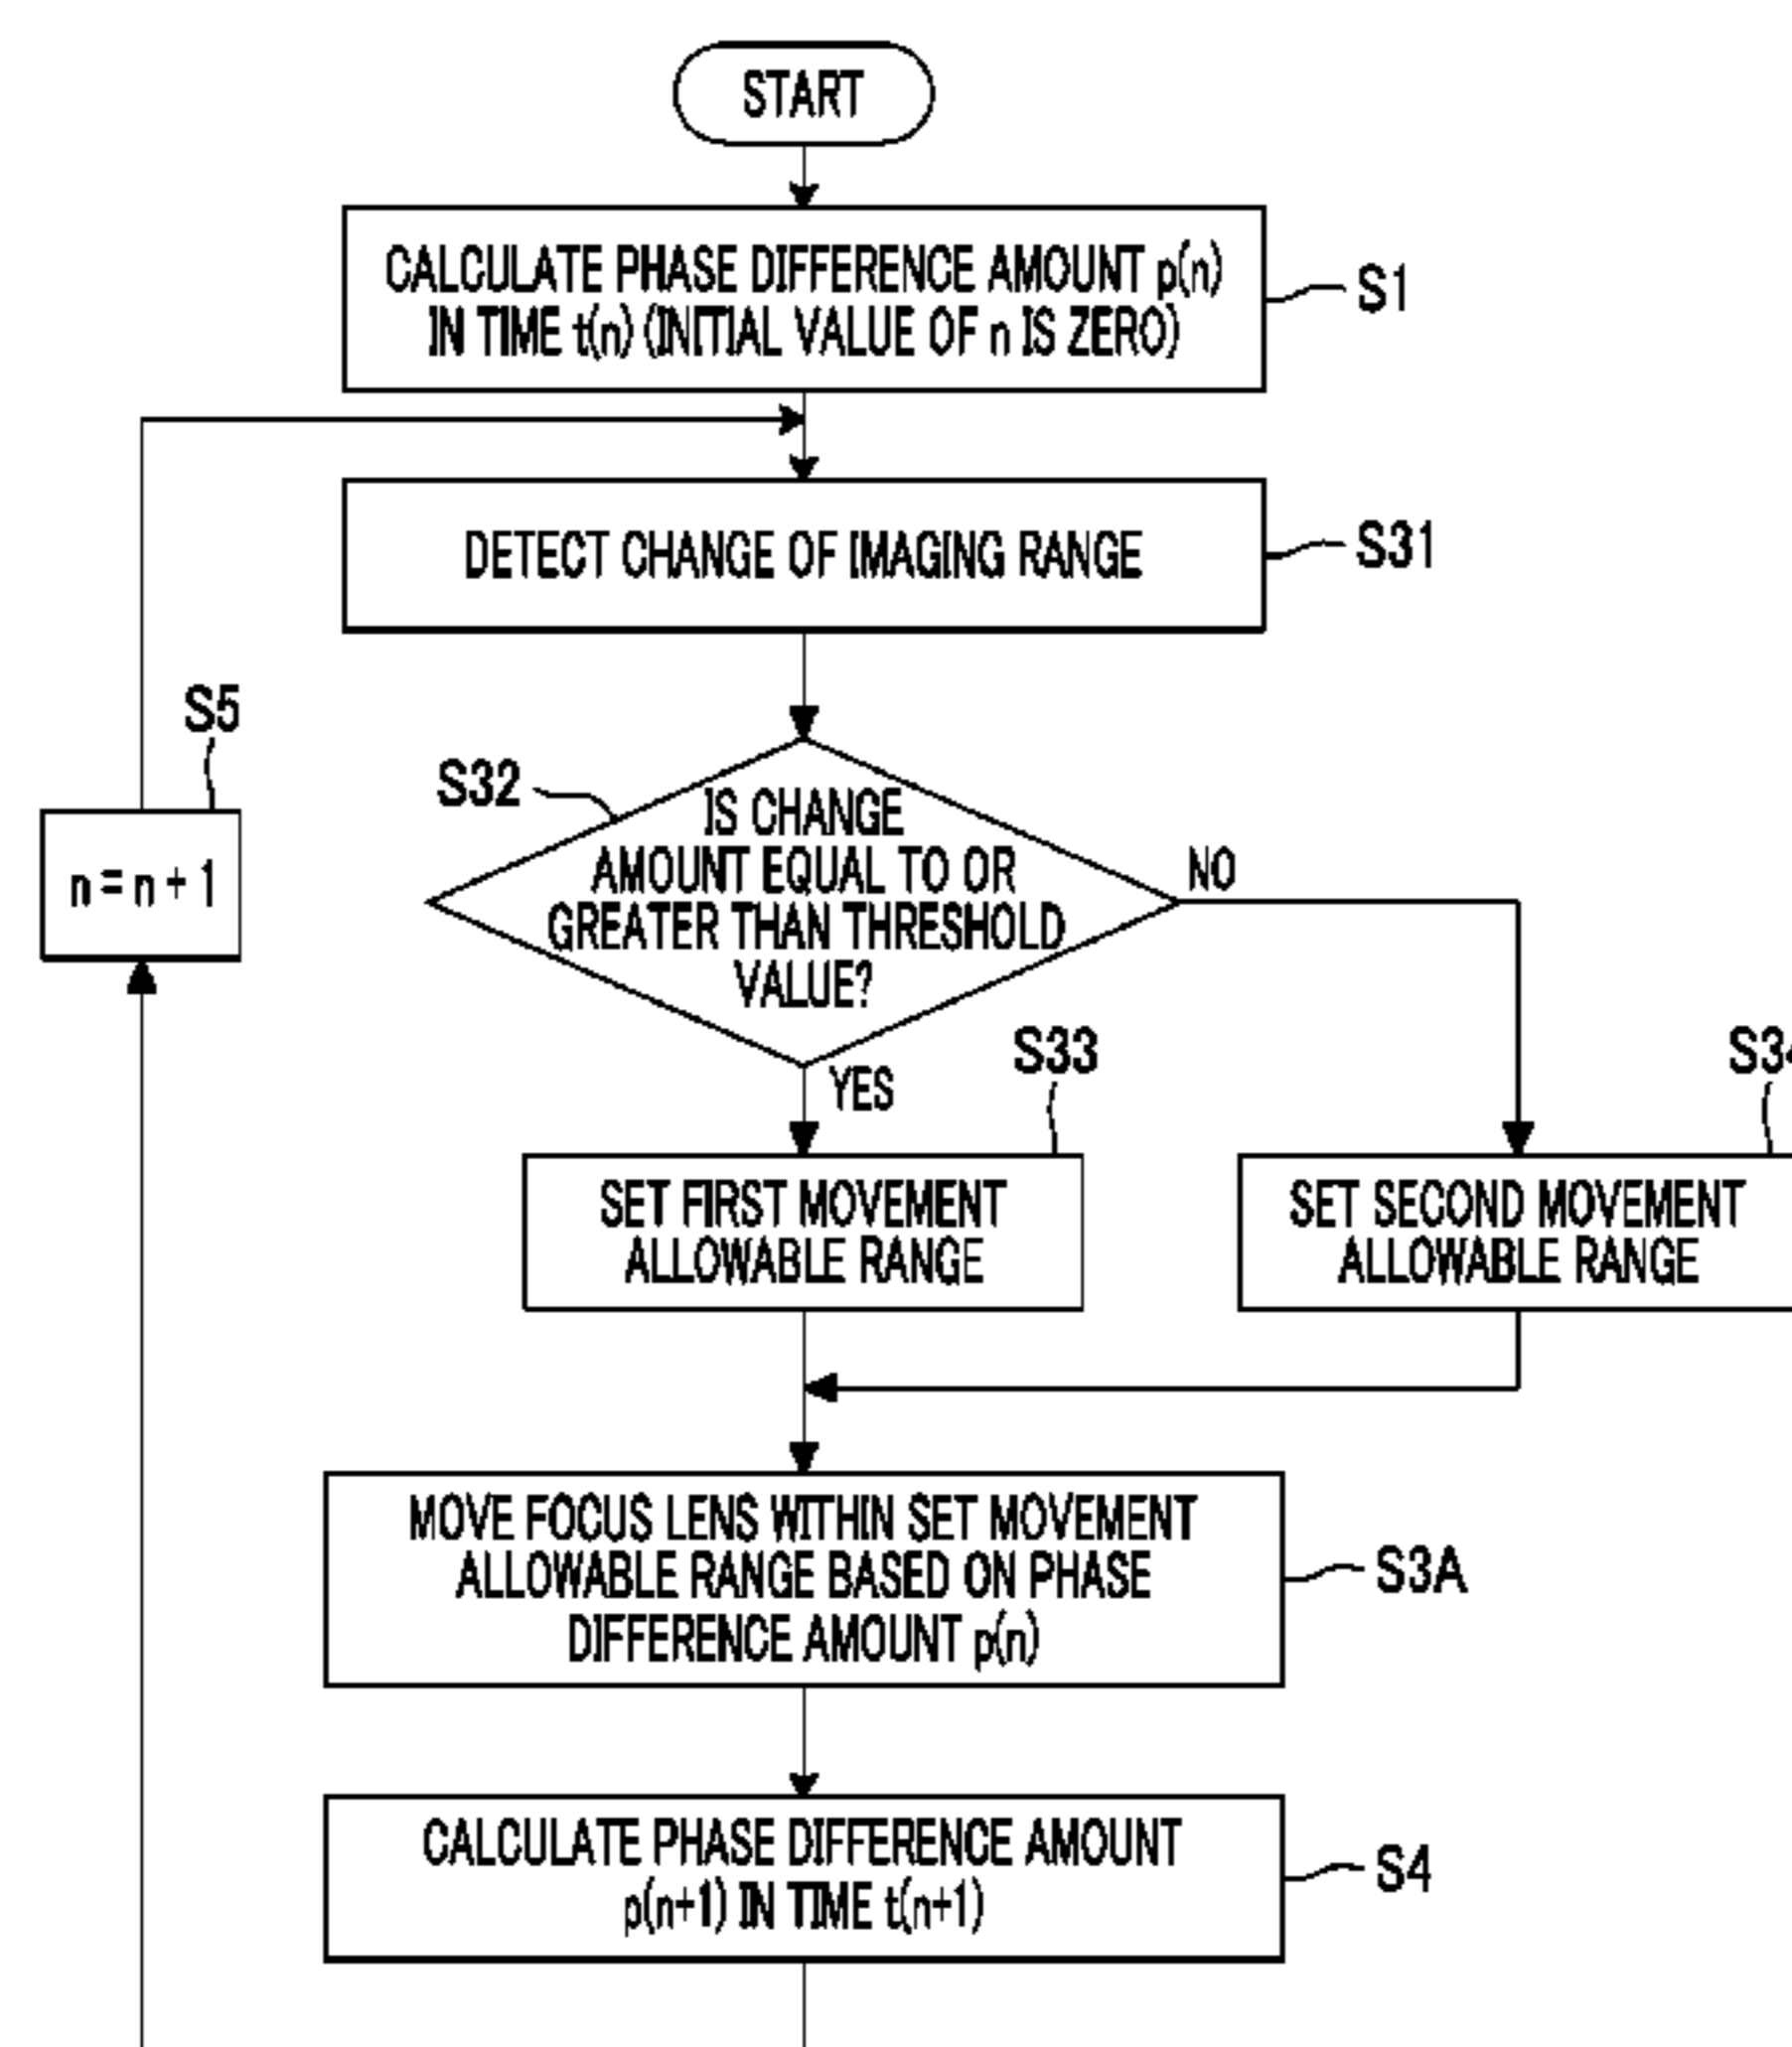 START
CALCULATE PHASE DIFFERENCE AMOUNT p(n)
IN TIME t(n) (INITIAL VALUE OF n IS ZERO)
S1
DETECT CHANGE OF IMAGING RANGE
S31
S5
n = n + 1
S32
IS CHANGE
AMOUNT EQUAL TO OR
GREATER THAN THRESHOLD
VALUE?
NO
YES
S33
SET FIRST MOVEMENT
ALLOWABLE RANGE
SET SECOND MOVEMENT
ALLOWABLE RANGE
MOVE FOCUS LENS WITHIN SET MOVEMENT
ALLOWABLE RANGE BASED ON PHASE
DIFFERENCE AMOUNT p(n)
S3A
CALCULATE PHASE DIFFERENCE AMOUNT
p(n+1) IN TIME t(n+1)
S4